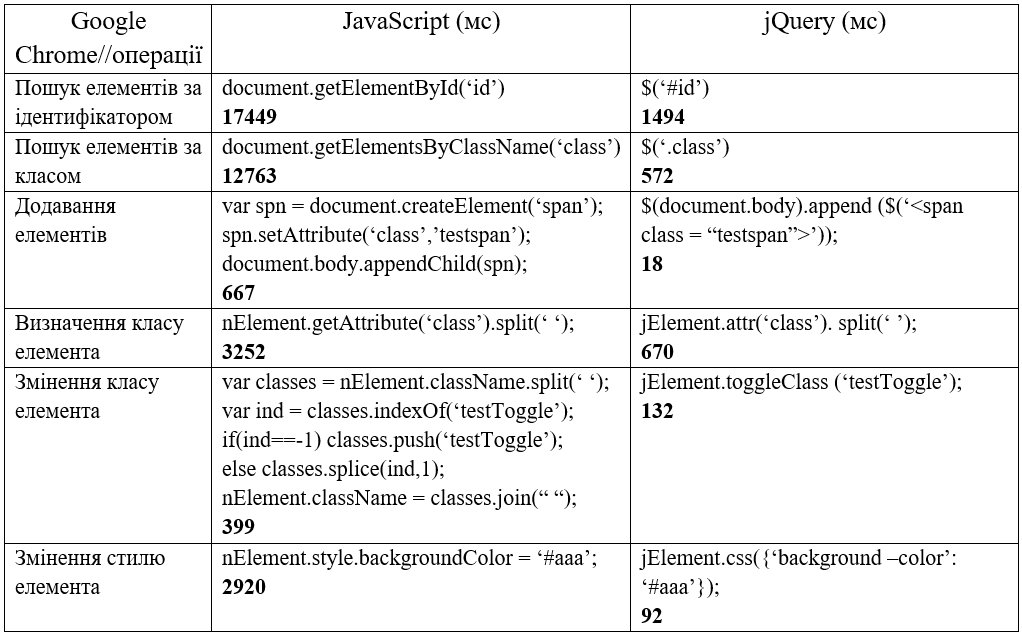 Google
Chrome//операції
JavaScript (мс)
jQuery (мс)
Пошук елементів за
ідентифікатором
document.getElementById(‘id’)
17449
$(‘#id’)
1494
Пошук елементів за
класом
document.getElementsByClassName(‘class’)
12763
$(‘.class’)
572
Додавання
елементів
var spn = document.createElement(‘span’);
spn.setAttribute(‘class’,’testspan’);
document.body.appendChild(spn);
667
$(document.body).append ($(‘<span
class = “testspan”>’));
18
Визначення класу
елемента
nElement.getAttribute(‘class’).split(‘ ‘);
3252
jElement.attr(‘class’). split(‘ ’);
670
Змінення класу
елемента
var classes = nElement.className.split(‘ ‘);
var ind = classes.indexOf(‘testToggle’);
if(ind==-1) classes.push(‘testToggle’);
else classes.splice(ind,1);
nElement.className = classes.join(“ “);
399
jElement.toggleClass (‘testToggle’);
132
Змінення стилю
елемента
nElement.style.backgroundColor = ‘#aaa’;
2920
jElement.css({‘background –color’:
‘#aaa’});
92